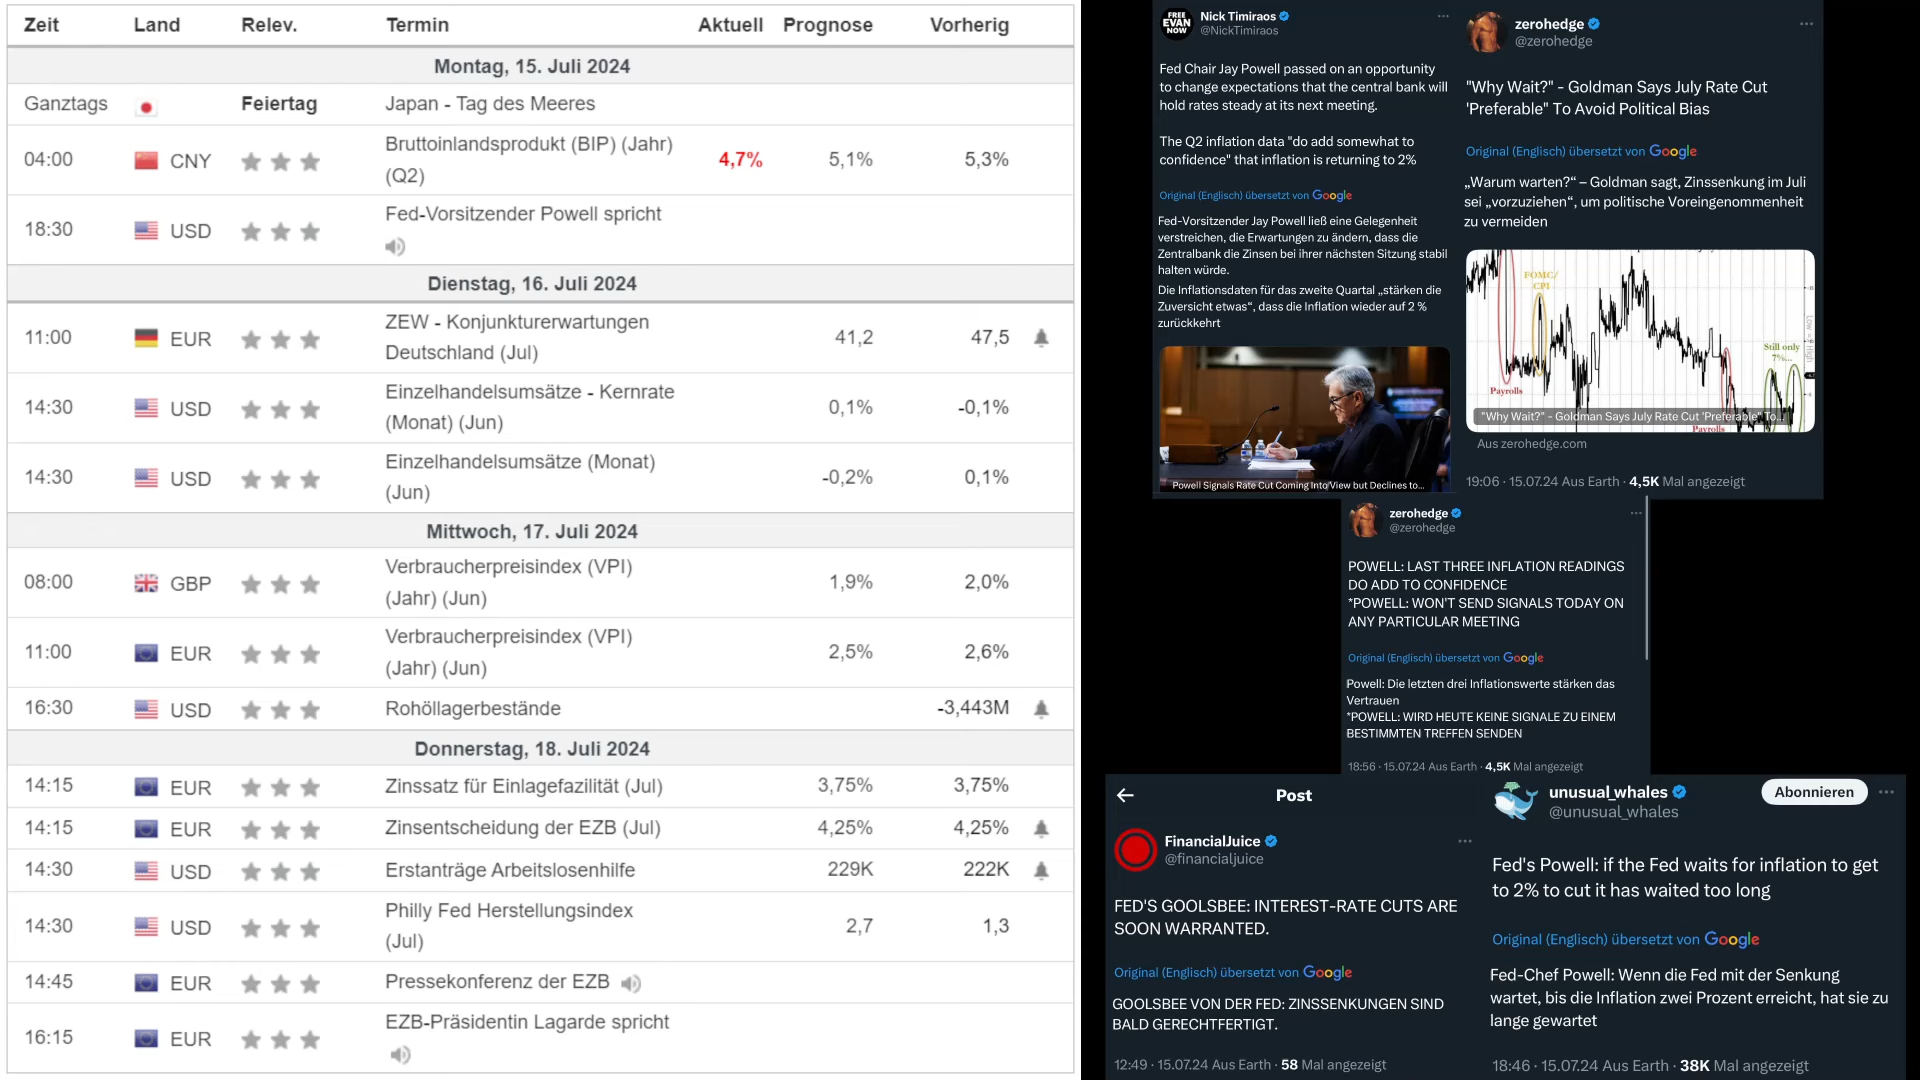 Zeit Land Relev. Termin Aktuell Prognose Vorherig
Montag, 15. Juli 2024
Ganztags Feiertag Japan - Tag des Meeres
04:00 CNY Bruttoinlandsprodukt (BIP) (Jahr) 4,7% 5,1% 5,3%
(Q2)
18:30 USD Fed-Vorsitzender Powell spricht
Dienstag, 16. Juli 2024
11:00 EUR ZEW - Konjunkturerwartungen 41,2 47,5
Deutschland (Jul)
14:30 USD Einzelhandelsumsätze - Kernrate 0,1% -0,1%
(Monat) (Jun)
14:30 USD Einzelhandelsumsätze (Monat) -0,2% 0,1%
(Jun)
Mittwoch, 17. Juli 2024
08:00 GBP Verbraucherpreisindex (VPI) 1,9% 2,0%
(Jahr) (Jun)
11:00 EUR Verbraucherpreisindex (VPI) 2,5% 2,6%
(Jahr) (Jun)
16:30 USD Rohöllagerbestände -3,443M
Donnerstag, 18. Juli 2024
14:15 EUR Zinssatz für Einlagefazilität (Jul) 3,75% 3,75%
14:15 EUR Zinsentscheidung der EZB (Jul) 4,25% 4,25%
14:30 USD Erstanträge Arbeitslosenhilfe 229K 222K
14:30 USD Philly Fed Herstellungsindex 2,7 1,3
(Jul)
14:45 EUR Pressekonferenz der EZB
16:15 EUR EZB-Präsidentin Lagarde spricht
FREE
EVAN
NOW
Nick Timiraos
@NickTimiraos
Fed Chair Jay Powell passed on an opportunity
to change expectations that the central bank will
hold rates steady at its next meeting.
The Q2 inflation data "do add somewhat to
confidence" that inflation is returning to 2%
Original (Englisch) übersetzt von Google
Fed-Vorsitzender Jay Powell ließ eine Gelegenheit
verstreichen, die Erwartungen zu ändern, dass die
Zentralbank die Zinsen bei ihrer nächsten Sitzung stabil
halten würde.
Die Inflationsdaten für das zweite Quartal „stärken die
Zuversicht etwas“, dass die Inflation wieder auf 2 %
zurückkehrt
Powell Signals Rate Cut Coming Into View but Declines to...
zerohedge
@zerohedge
"Why Wait?" - Goldman Says July Rate Cut
'Preferable" To Avoid Political Bias
Original (Englisch) übersetzt von Google
„Warum warten?“ – Goldman sagt, Zinssenkung im Juli
sei „vorzuziehen“, um politische Voreingenommenheit
zu vermeiden
FOMC/
CPI
Still only
7%...
Payrolls
"Why Wait?" - Goldman Says July Rate Cut 'Preferable" To...
Payrolls
Aus zerohedge.com
19:06 · 15.07.24 Aus Earth · 4,5K Mal angezeigt
zerohedge
@zerohedge
POWELL: LAST THREE INFLATION READINGS
DO ADD TO CONFIDENCE
*POWELL: WON'T SEND SIGNALS TODAY ON
ANY PARTICULAR MEETING
Original (Englisch) übersetzt von Google
Powell: Die letzten drei Inflationswerte stärken das
Vertrauen
*POWELL: WIRD HEUTE KEINE SIGNALE ZU EINEM
BESTIMMTEN TREFFEN SENDEN
18:56 · 15.07.24 Aus Earth · 4,5K Mal angezeigt
Post
FinancialJuice
@financialjuice
FED'S GOOLSBEE: INTEREST-RATE CUTS ARE
SOON WARRANTED.
Original (Englisch) übersetzt von Google
GOOLSBEE VON DER FED: ZINSSENKUNGEN SIND
BALD GERECHTFERTIGT.
12:49 · 15.07.24 Aus Earth · 58 Mal angezeigt
unusual_whales
@unusual_whales
Abonnieren
Fed's Powell: if the Fed waits for inflation to get
to 2% to cut it has waited too long
Original (Englisch) übersetzt von Google
Fed-Chef Powell: Wenn die Fed mit der Senkung
wartet, bis die Inflation zwei Prozent erreicht, hat sie zu
lange gewartet
18:46 · 15.07.24 Aus Earth · 38K Mal angezeigt